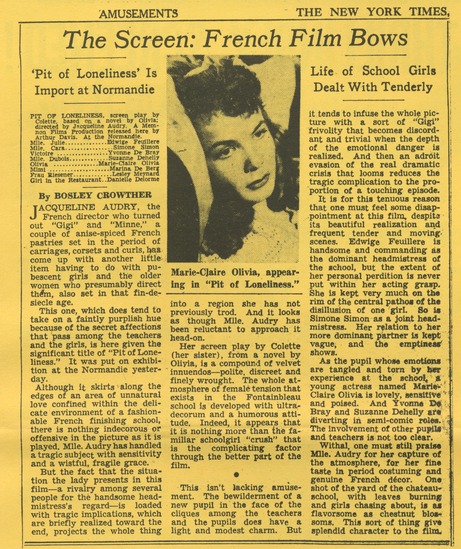 AMUSEMENTS
THE NEW YORK TIMES,
The Screen: French Film Bows
'Pit of Loneliness' Is
Import at Normandie
PIT OF LONELINESS, screen play by
Colette, based on a novel by Olivia;
directed by Jacqueline Audry. A Mem-
non Films Production released here by
Arthur Davis. At the Normandie.
Mlle. Julie..........Edwige Feuillere
Mlle. Cara..........Simone Simon
Victoire..........Yvonne De Bray
Mlle. Dubois..........Suzanne Dehelly
Olivia..........Marie-Claire Olivia
Mimi..........Marina De Berg
Frau Riesener..........Lesley Meynard
Girl in the Restaurant..Danielle Delorme
By BOSLEY CROWTHER
JACQUELINE AUDRY, the
French director who turned
out "Gigi" and "Minne," a
couple of anise-spiced French
pastries set in the period of
carriages, corsets and curls, has
come up with another little
item having to do with pu-
bescent girls and the older
women who presumably direct
them, also set in that fin-de-
siecle age.
This one, which does tend to
take on a faintly purplish hue
because of the secret affections
that pass among the teachers
and the girls, is here given the
significant title of "Pit of Lone-
liness." It was put on exhibi-
tion at the Normandie yester-
day.
Although it skirts along the
edges of an area of unnatural
love confined within the deli-
cate environment of a fashion-
able French finishing school,
there is nothing indecorous or
offensive in the picture as it is
played. Mlle. Audry has handled
a tragic subject with sensitivity
and a wistful, fragile grace.
But the fact that the situa-
tion the lady presents in this
film—a rivalry among several
people for the handsome head-
mistress's regard—is loaded
with tragic implications, which
are briefly realized toward the
end, projects the whole thing
Marie-Claire Olivia, appear-
ing in "Pit of Loneliness."
into a region she has not
previously trod. And it looks
as though Mlle. Audry has
been reluctant to approach it
head-on.
Her screen play by Colette
(her sister), from a novel by
Olivia, is a compound of velvet
innuendos—polite, discreet and
finely wrought. The whole at-
mosphere of female tension that
exists in the Fontainbleau
school is developed with ultra-
decorum and a humorous atti-
tude. Indeed, it appears that
it is nothing more than the fa-
miliar schoolgirl "crush" that
is the complicating factor
through the better part of the
film.
This isn't lacking amuse-
ment. The bewilderment of a
new pupil in the face of the
cliques among the teachers
and the pupils does have a
light and modest charm. But
Life of School Girls
Dealt With Tenderly
it tends to infuse the whole pic-
ture with a sort of "Gigi"
frivolity that becomes discord-
ant and trivial when the depth
of the emotional danger is
realized. And then an adroit
evasion of the real dramatic
crisis that looms reduces the
tragic complication to the pro-
portion of a touching episode.
It is for this tenuous reason
that one must feel some disap-
pointment at this film, despite
its beautiful realization and
frequent tender and moving
scenes. Edwige Feuillere is
handsome and commanding as
the dominant headmistress of
the school, but the extent of
her personal perdition is never
put within her acting grasp.
She is kept very much on the
rim of the central pathos of the
disillusion of one girl. So is
Simone Simon as a joint head-
mistress. Her relation to her
more dominant partner is kept
vague, and the emptiness
shows.
As the pupil whose emotions
are tangled and torn by her
experience at the school, a
young actress named Marie-
Claire Olivia is lovely, sensitive
and poised. And Yvonne De
Bray and Suzanne Dehelly are
diverting in semi-comic roles.
The involvement of other pupils
and teachers is not too clear.
Withal, one must still praise
Mlle. Audry for her capture of
the atmosphere, for her fine
taste in period costuming and
genuine French décor. One
shot of the yard of the chateau-
school, with leaves burning
and girls chasing about, is as
flavorsome as chestnut blos-
soms. This sort of thing give
splendid character to the film.